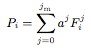 P_i = \sum_{j=0}^{j_m} a^j F_i^j